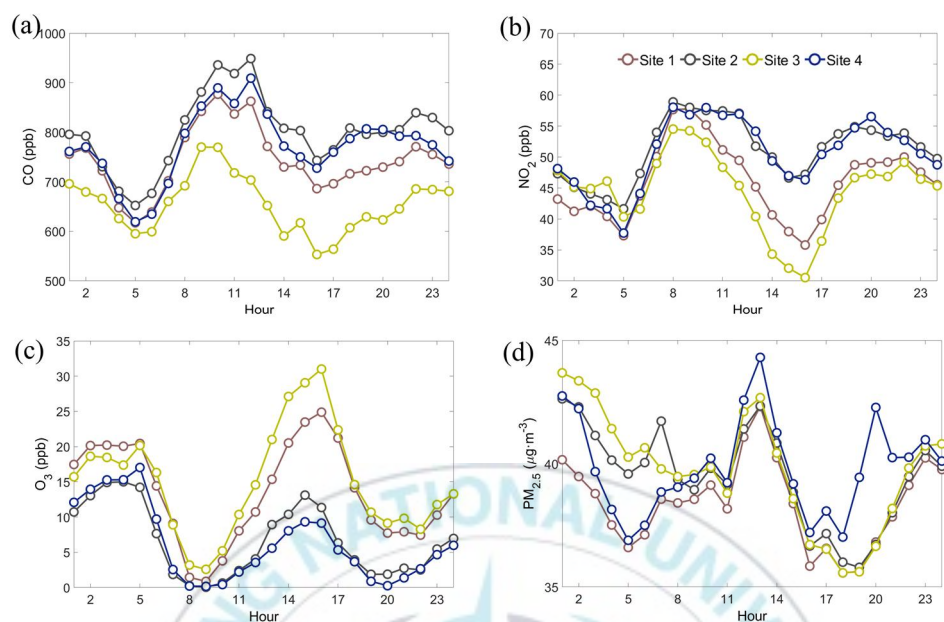 (a)
1000
900
800
700
600
500
CO (ppb)
2 5 8 11 14 17 20 23
Hour
(b)
70
65
60
55
50
45
40
35
30
NO2 (ppb)
Site 1 Site 2 Site 3 Site 4
2 5 8 11 14 17 20 23
Hour
(c)
35
30
25
20
15
10
5
0
O3 (ppb)
2 5 8 11 14 17 20 23
Hour
(d)
45
40
35
PM2.5 (μg·m-3)
2 5 8 11 14 17 20 23
Hour
NG NATIONAL UNI